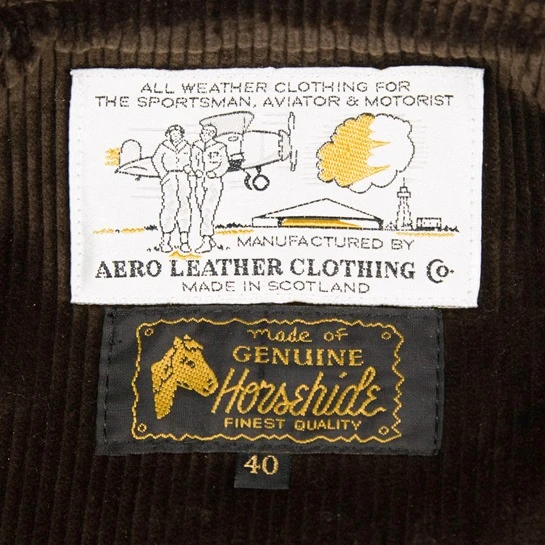 ALL WEATHER CLOTHING FOR
THE SPORTSMAN, AVIATOR & MOTORIST
MANUFACTURED BY
AERO LEATHER CLOTHING Co.
MADE IN SCOTLAND
made of
GENUINE
Horsehide
FINEST QUALITY
40